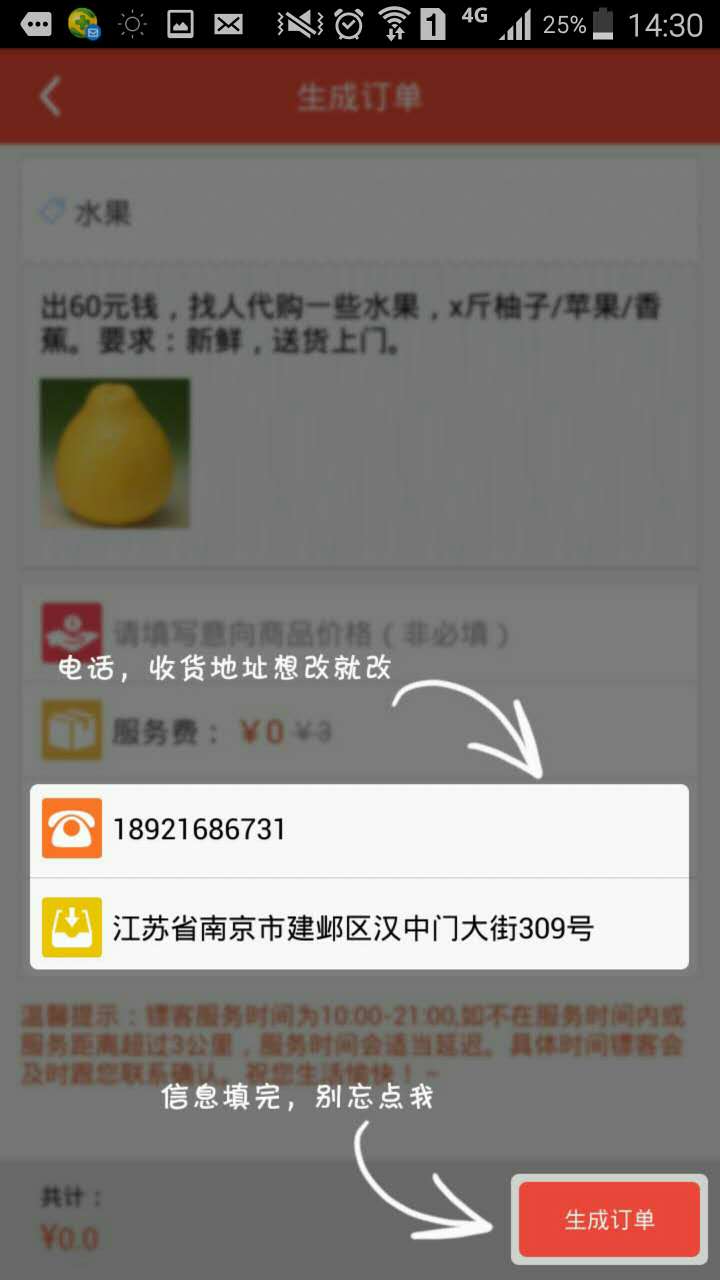 1 4G 25% 14:30
生成订单
水果
出60元钱，找人代购一些水果，x斤柚子/苹果/香
蕉。要求：新鲜，送货上门。
请填写意向商品价格（非必填）
电话，收货地址想改就改
服务费：￥0 ￥3
18921686731
江苏省南京市建邺区汉中门大街309号
温馨提示：镖客服务时间为10:00-21:00,如不在服务时间内或
服务距离超过3公里，服务时间会适当延迟。具体时间镖客会
及时跟您联系确认。祝您生活愉快！~
信息填完，别忘点我
共计：
¥0.0
生成订单